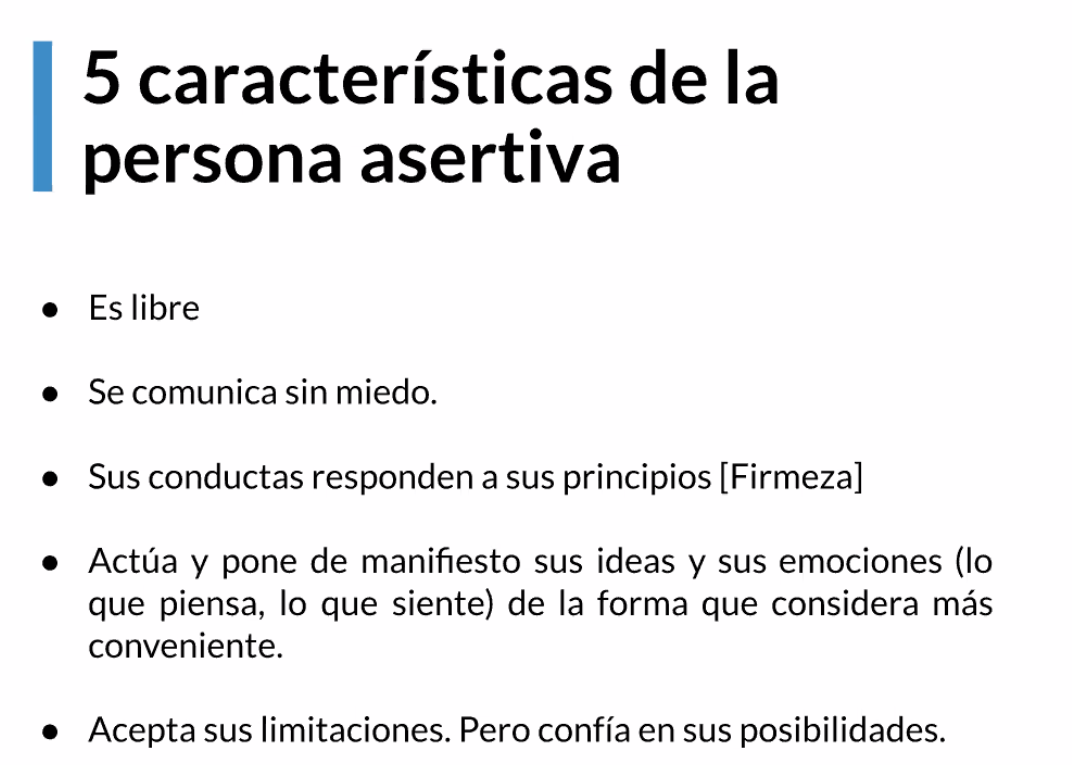 5 características de la
persona asertiva
● Es libre
● Se comunica sin miedo.
● Sus conductas responden a sus principios [Firmeza]
● Actúa y pone de manifiesto sus ideas y sus emociones (lo
que piensa, lo que siente) de la forma que considera más
conveniente.
● Acepta sus limitaciones. Pero confía en sus posibilidades.